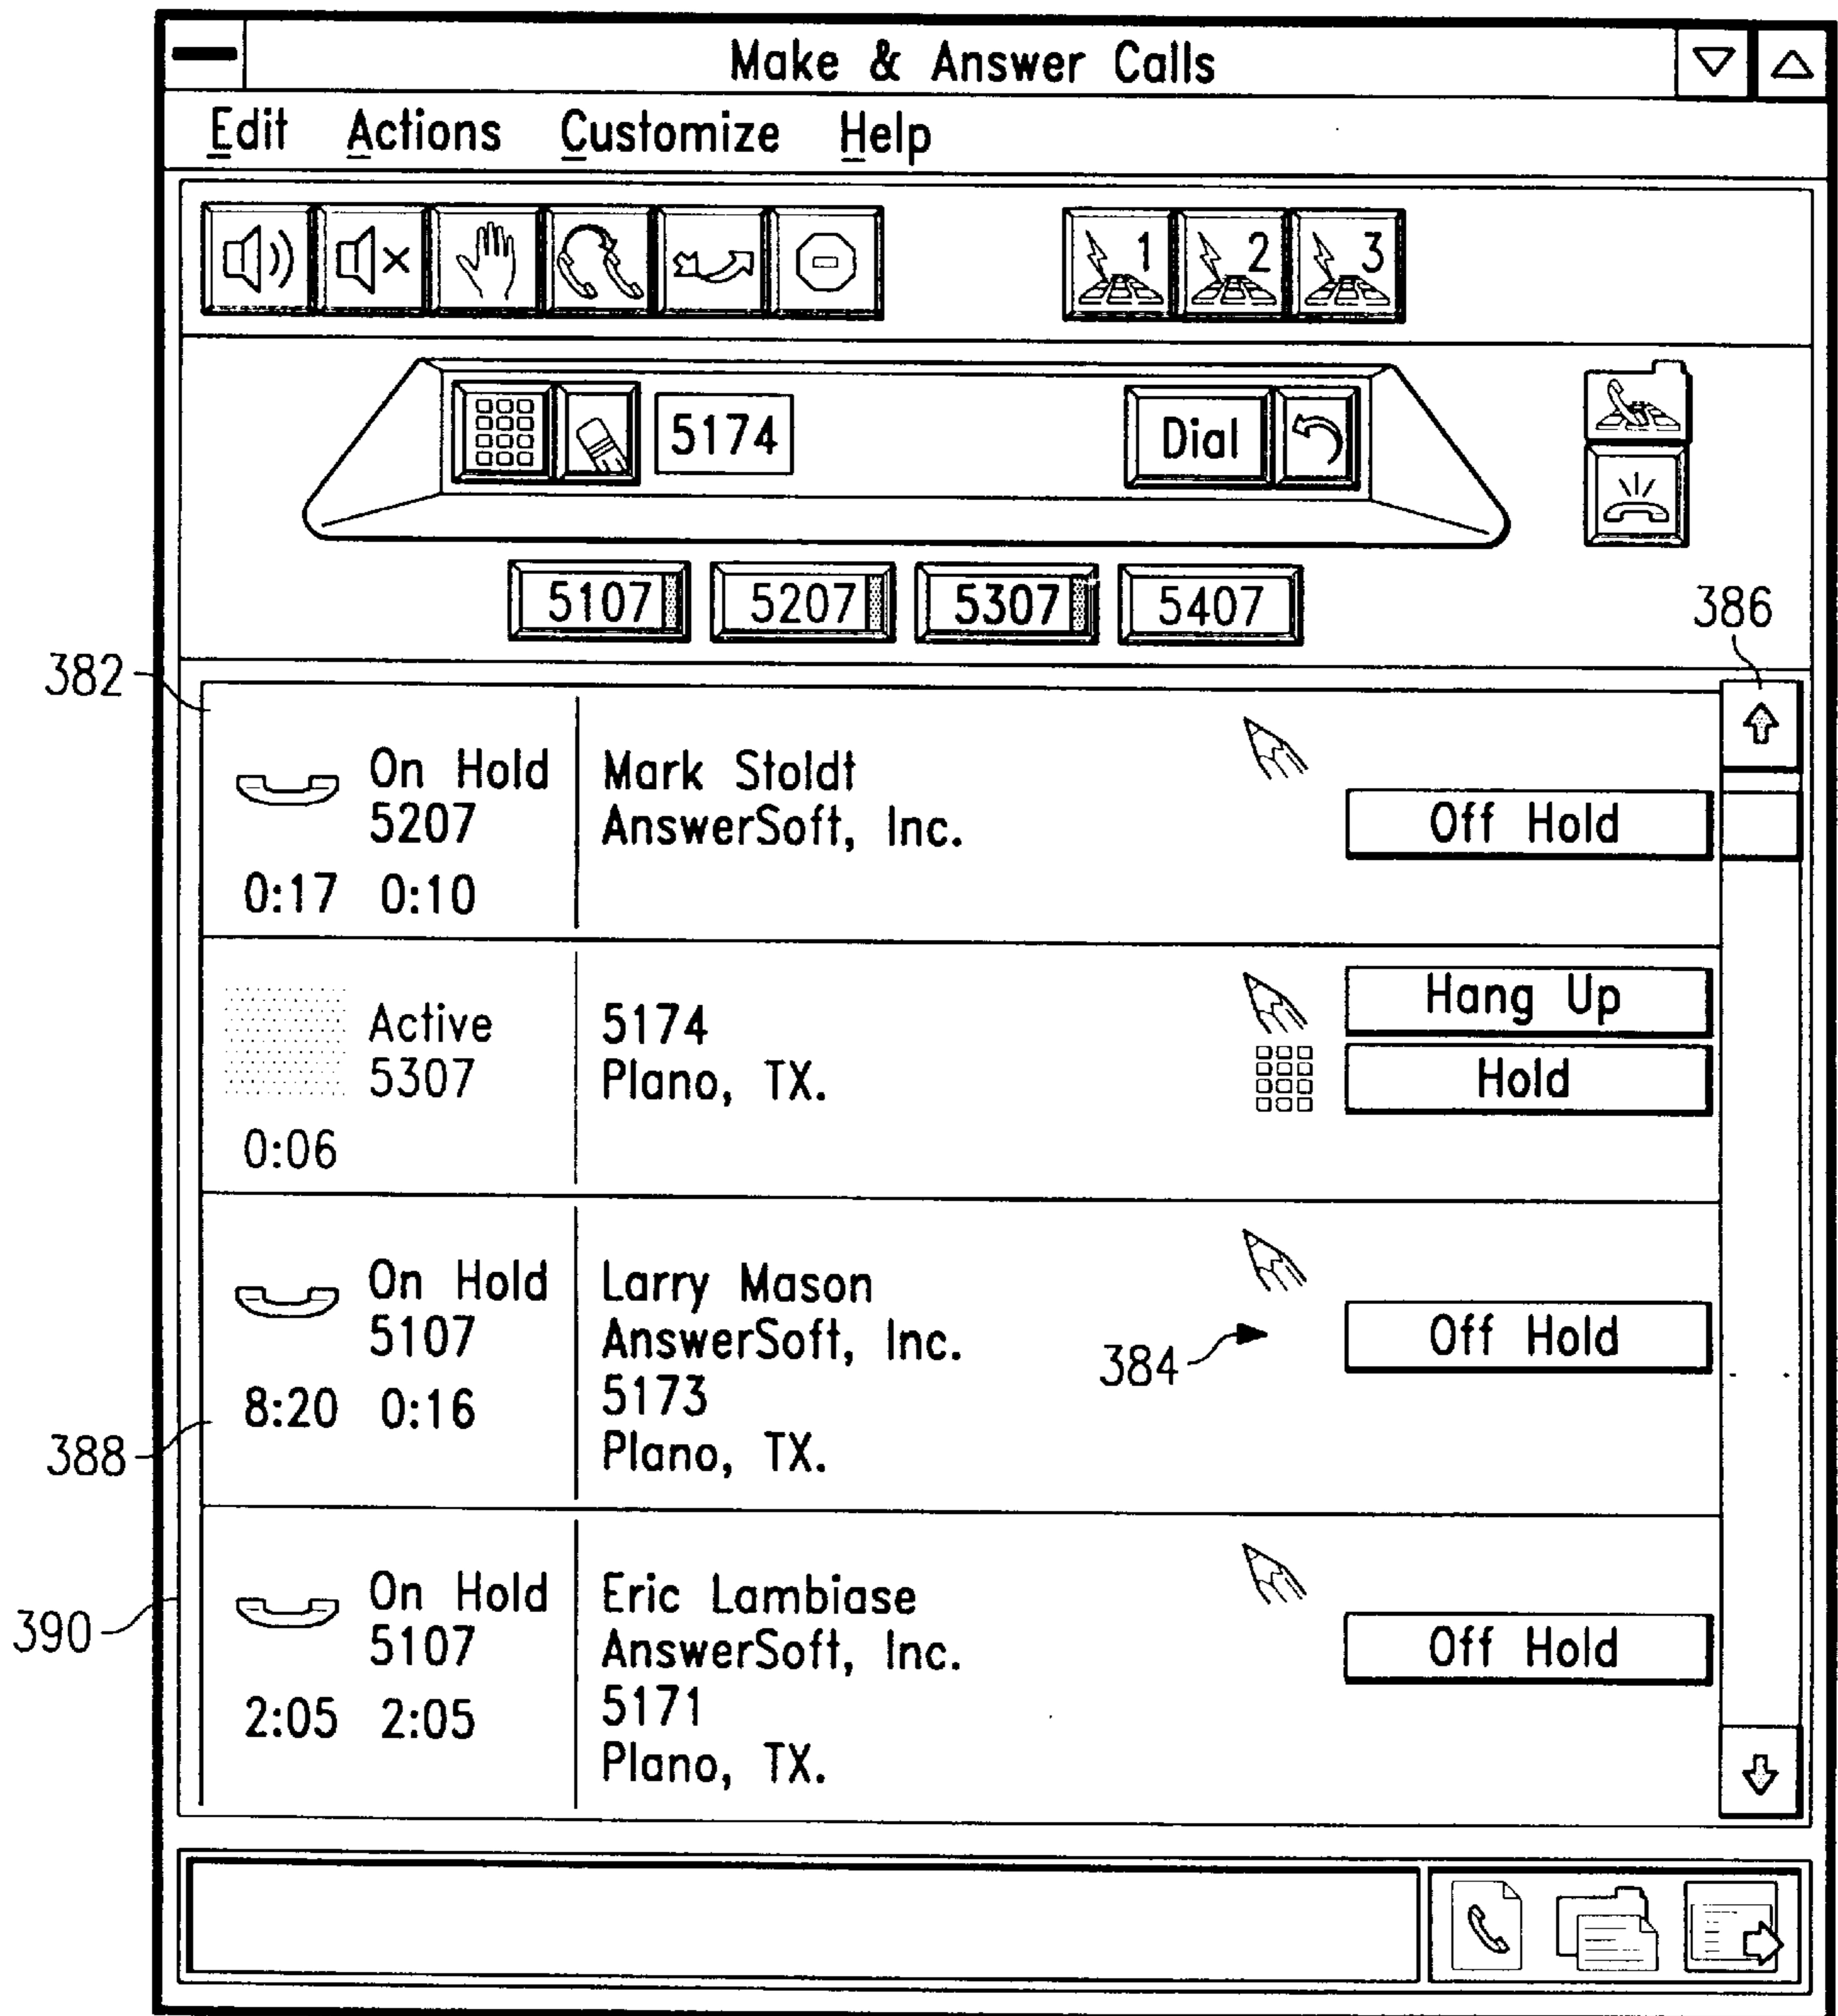 Make & Answer Calls
Edit Actions Customize Help
1 2 3
5174 Dial
5107 5207 5307 5407
386
382
On Hold
5207
0:17 0:10
Mark Stoldt
AnswerSoft, Inc.
Off Hold
Active
5307
0:06
5174
Plano, TX.
Hang Up
Hold
On Hold
5107
8:20 0:16
Larry Mason
AnswerSoft, Inc.
5173
Plano, TX.
384
Off Hold
388
On Hold
5107
2:05 2:05
Eric Lambiase
AnswerSoft, Inc.
5171
Plano, TX.
Off Hold
390